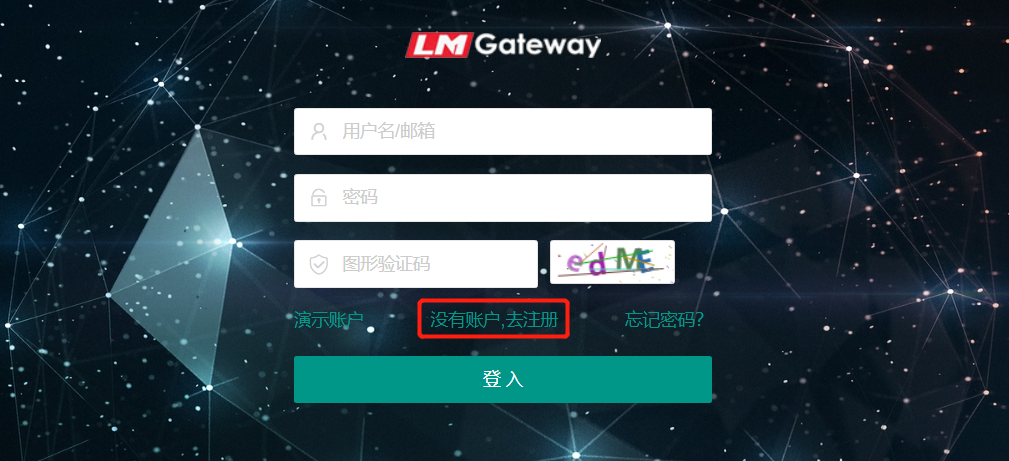 LM Gateway
用户名/邮箱
密码
图形验证码
edME
演示账户 没有账户,去注册 忘记密码?
登 入